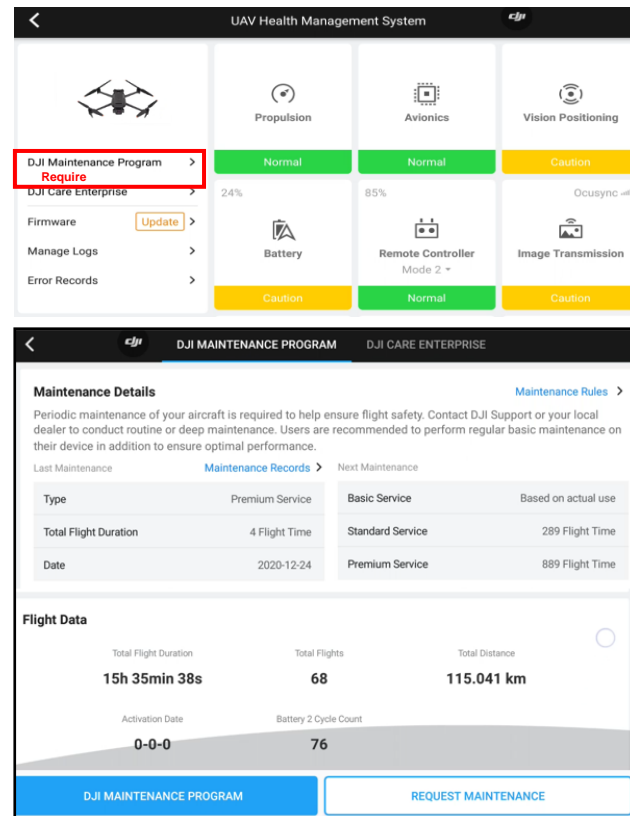 UAV Health Management System
dji
Propulsion
Avionics
Vision Positioning
DJI Maintenance Program
Require
Normal
Normal
Caution
DJI Care Enterprise
24%
85%
Ocusync
Firmware
Update
Manage Logs
Battery
Remote Controller
Image Transmission
Mode 2
Error Records
Caution
Normal
Caution
dji
DJI MAINTENANCE PROGRAM
DJI CARE ENTERPRISE
Maintenance Details
Maintenance Rules
Periodic maintenance of your aircraft is required to help ensure flight safety. Contact DJI Support or your local
dealer to conduct routine or deep maintenance. Users are recommended to perform regular basic maintenance on
their device in addition to ensure optimal performance.
Last Maintenance
Maintenance Records
Next Maintenance
Type
Premium Service
Basic Service
Based on actual use
Total Flight Duration
4 Flight Time
Standard Service
289 Flight Time
Date
2020-12-24
Premium Service
889 Flight Time
Flight Data
Total Flight Duration
Total Flights
Total Distance
15h 35min 38s
68
115.041 km
Activation Date
Battery 2 Cycle Count
0-0-0
76
DJI MAINTENANCE PROGRAM
REQUEST MAINTENANCE